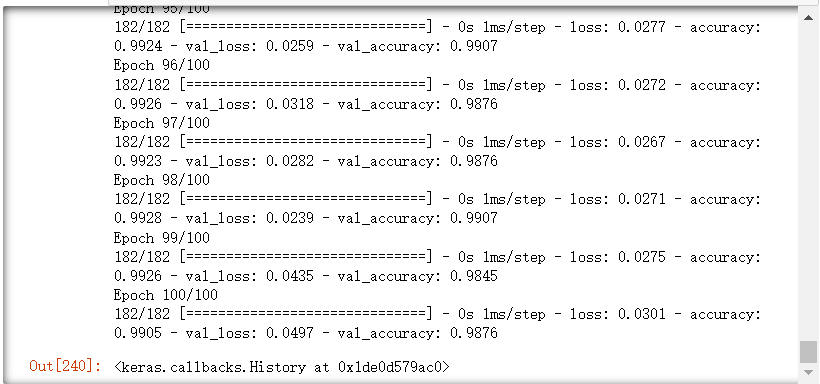 Epoch 95/100
182/182 [==============================] - 0s 1ms/step - loss: 0.0277 - accuracy:
0.9924 - val_loss: 0.0259 - val_accuracy: 0.9907
Epoch 96/100
182/182 [==============================] - 0s 1ms/step - loss: 0.0272 - accuracy:
0.9926 - val_loss: 0.0318 - val_accuracy: 0.9876
Epoch 97/100
182/182 [==============================] - 0s 1ms/step - loss: 0.0267 - accuracy:
0.9923 - val_loss: 0.0282 - val_accuracy: 0.9876
Epoch 98/100
182/182 [==============================] - 0s 1ms/step - loss: 0.0271 - accuracy:
0.9928 - val_loss: 0.0239 - val_accuracy: 0.9907
Epoch 99/100
182/182 [==============================] - 0s 1ms/step - loss: 0.0275 - accuracy:
0.9926 - val_loss: 0.0435 - val_accuracy: 0.9845
Epoch 100/100
182/182 [==============================] - 0s 1ms/step - loss: 0.0301 - accuracy:
0.9905 - val_loss: 0.0497 - val_accuracy: 0.9876
Out[240]: <keras.callbacks.History at 0x1de0d579ac0>